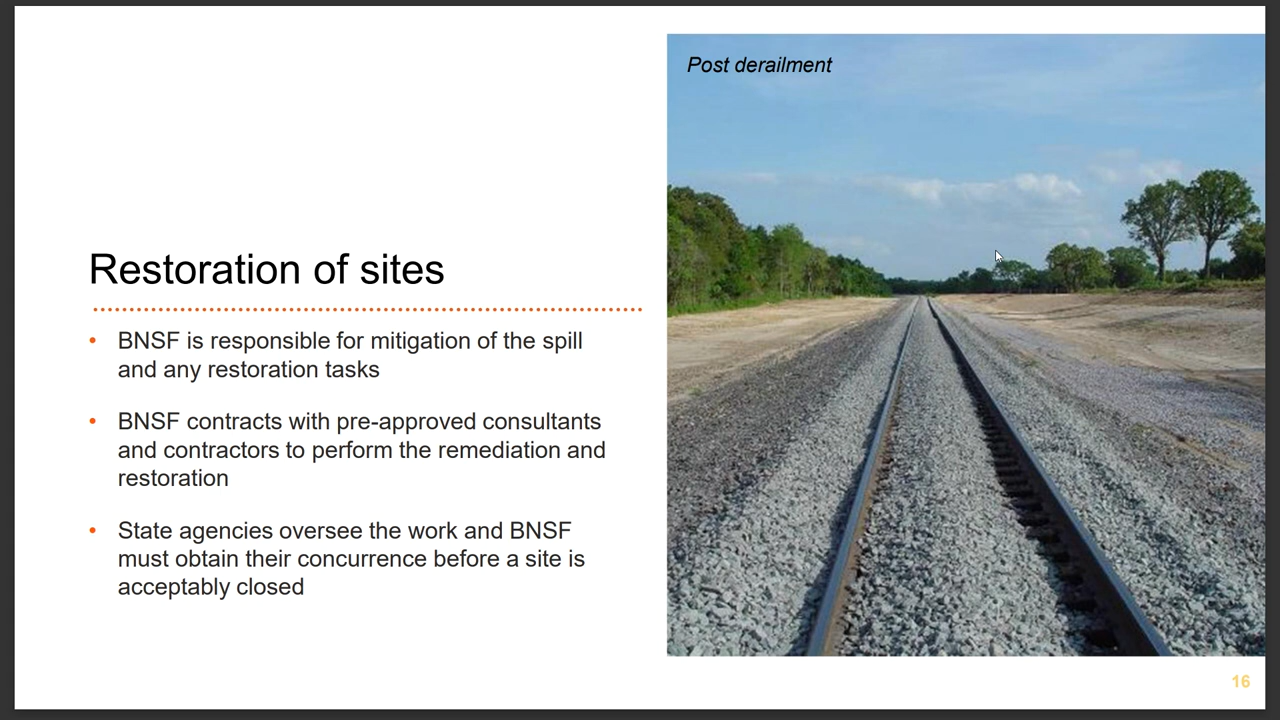 Restoration of sites
• BNSF is responsible for mitigation of the spill
and any restoration tasks
• BNSF contracts with pre-approved consultants
and contractors to perform the remediation and
restoration
• State agencies oversee the work and BNSF
must obtain their concurrence before a site is
acceptably closed
Post derailment
16